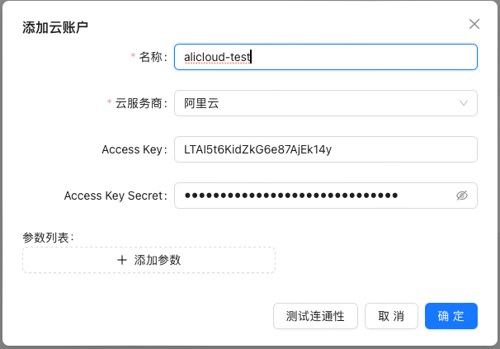 添加云账户
* 名称:
alicloud-test
* 云服务商:
阿里云
Access Key:
LTAI5t6KidZkG6e87AjEk14y
Access Key Secret:
••••••••••••••••••••••••••••••
参数列表:
+ 添加参数
测试连通性
取 消
确 定